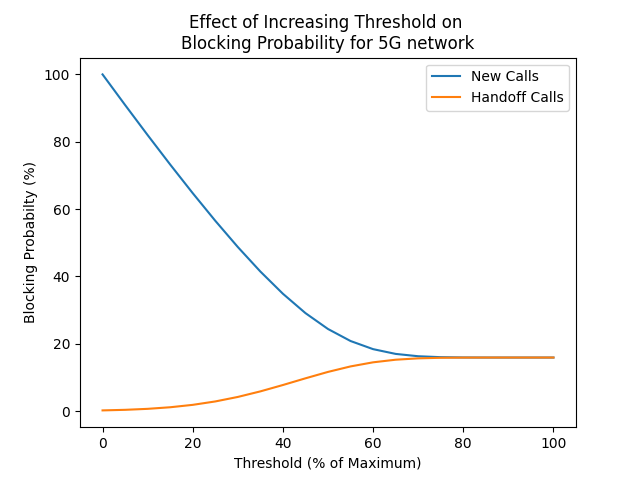 Effect of Increasing Threshold on
Blocking Probability for 5G network
New Calls
Handoff Calls
Blocking Probabilty (%)
100
80
60
40
20
0
0 20 40 60 80 100
Threshold (% of Maximum)